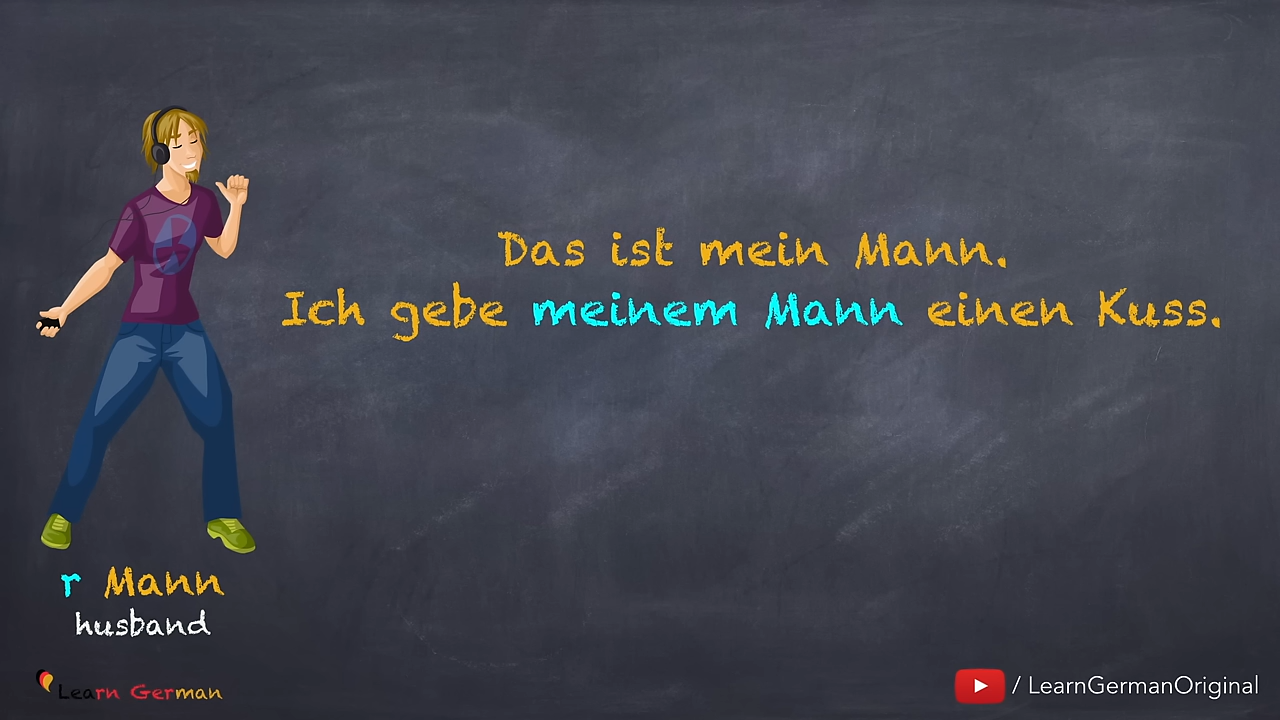 Das ist mein Mann.
Ich gebe meinem Mann einen Kuss.
r Mann
husband
Learn German
/ LearnGermanOriginal